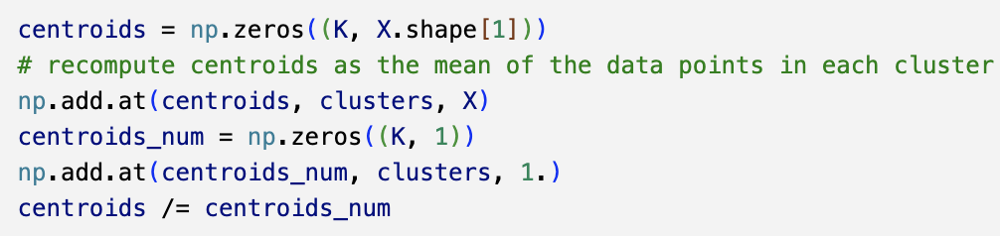 centroids = np.zeros((K, X.shape[1]))
# recompute centroids as the mean of the data points in each cluster
np.add.at(centroids, clusters, X)
centroids_num = np.zeros((K, 1))
np.add.at(centroids_num, clusters, 1.)
centroids /= centroids_num